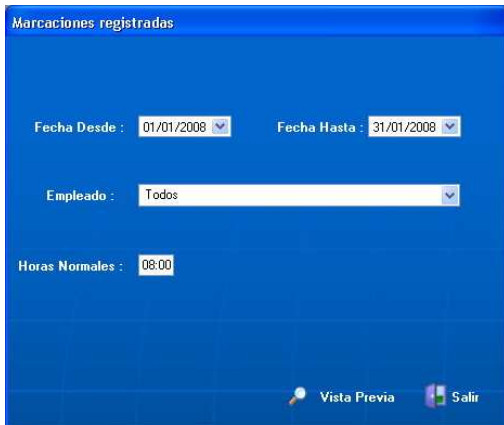 Marcaciones registradas
Fecha Desde : 01/01/2008 Fecha Hasta : 31/01/2008
Empleado : Todos
Horas Normales : 08:00
Vista Previa Salir